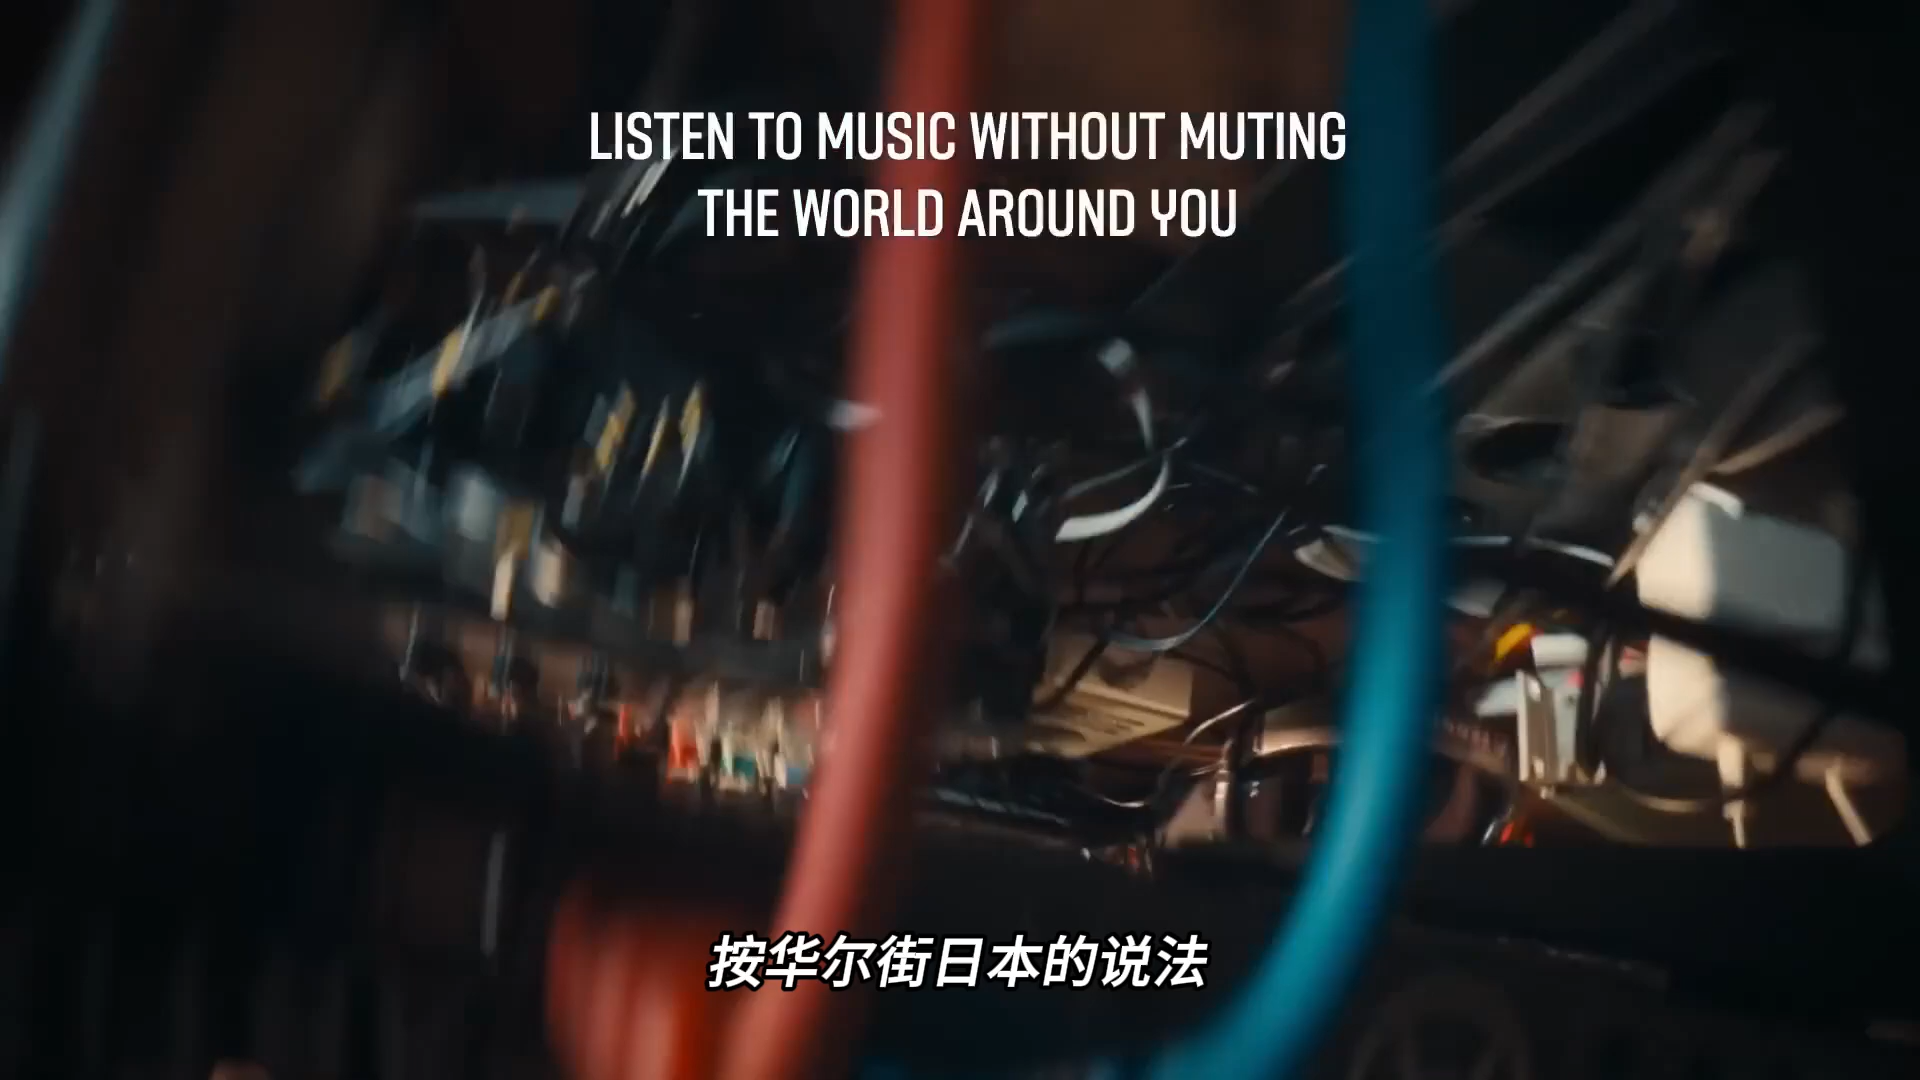 LISTEN TO MUSIC WITHOUT MUTING
THE WORLD AROUND YOU
按华尔街日本的说法